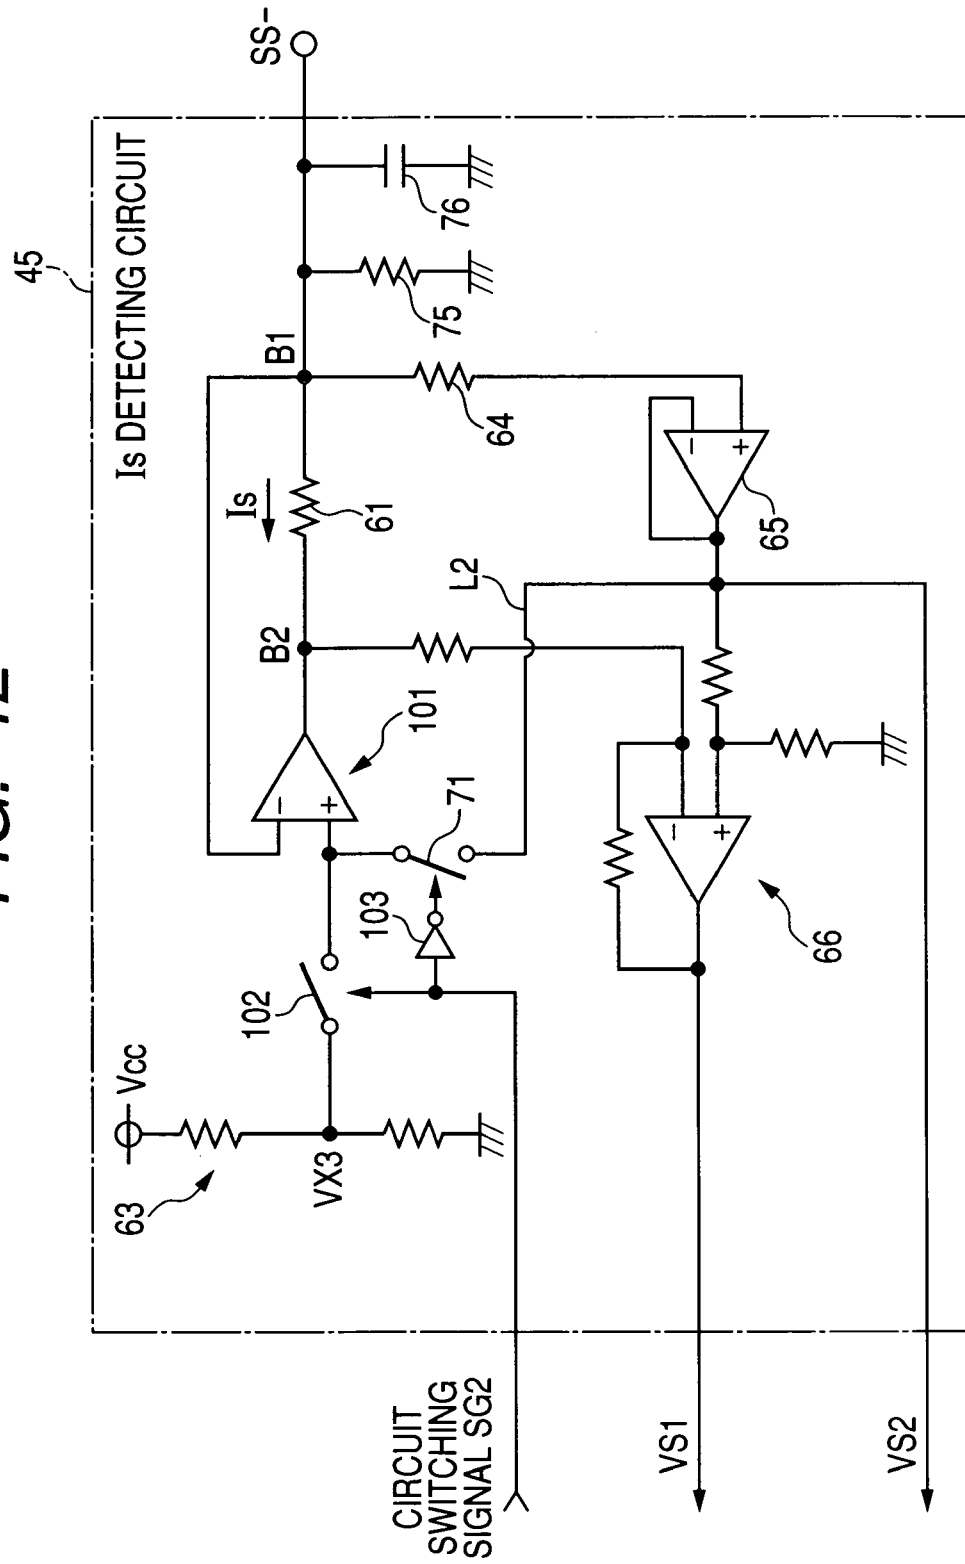 45
Is DETECTING CIRCUIT
SS-
Vcc
63
VX3
102
103
71
101
B2
Is
61
B1
75
76
64
L2
65
66
CIRCUIT
SWITCHING
SIGNAL SG2
VS1
VS2